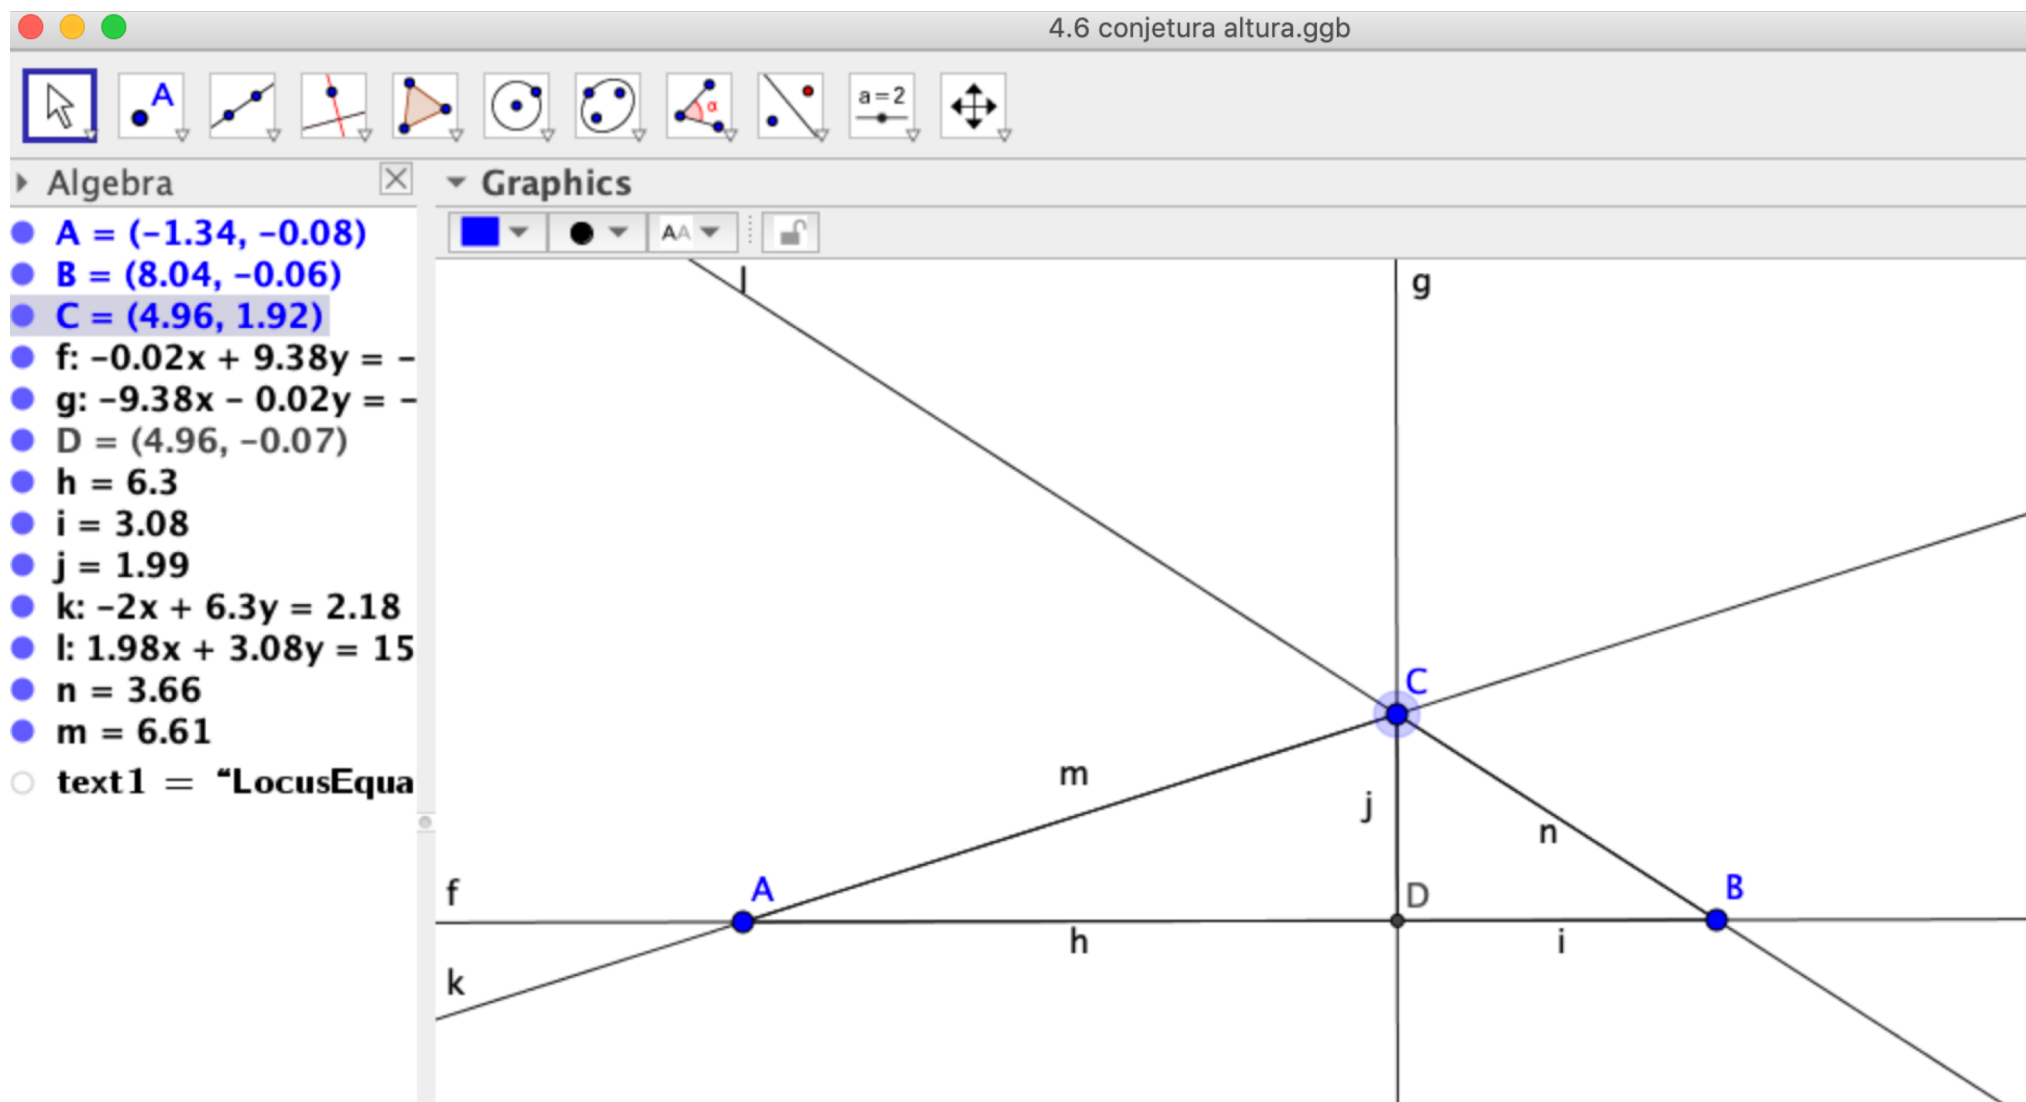 4.6 conjetura altura.ggb
A
α
a=2
Algebra
Graphics
AA
A = (−1.34, −0.08)
B = (8.04, −0.06)
C = (4.96, 1.92)
f: −0.02x + 9.38y = −
g: −9.38x − 0.02y = −
D = (4.96, −0.07)
h = 6.3
i = 3.08
j = 1.99
k: −2x + 6.3y = 2.18
l: 1.98x + 3.08y = 15
n = 3.66
m = 6.61
text1 = “LocusEqua
l
g
C
m
j
n
f
A
D
B
h
i
k